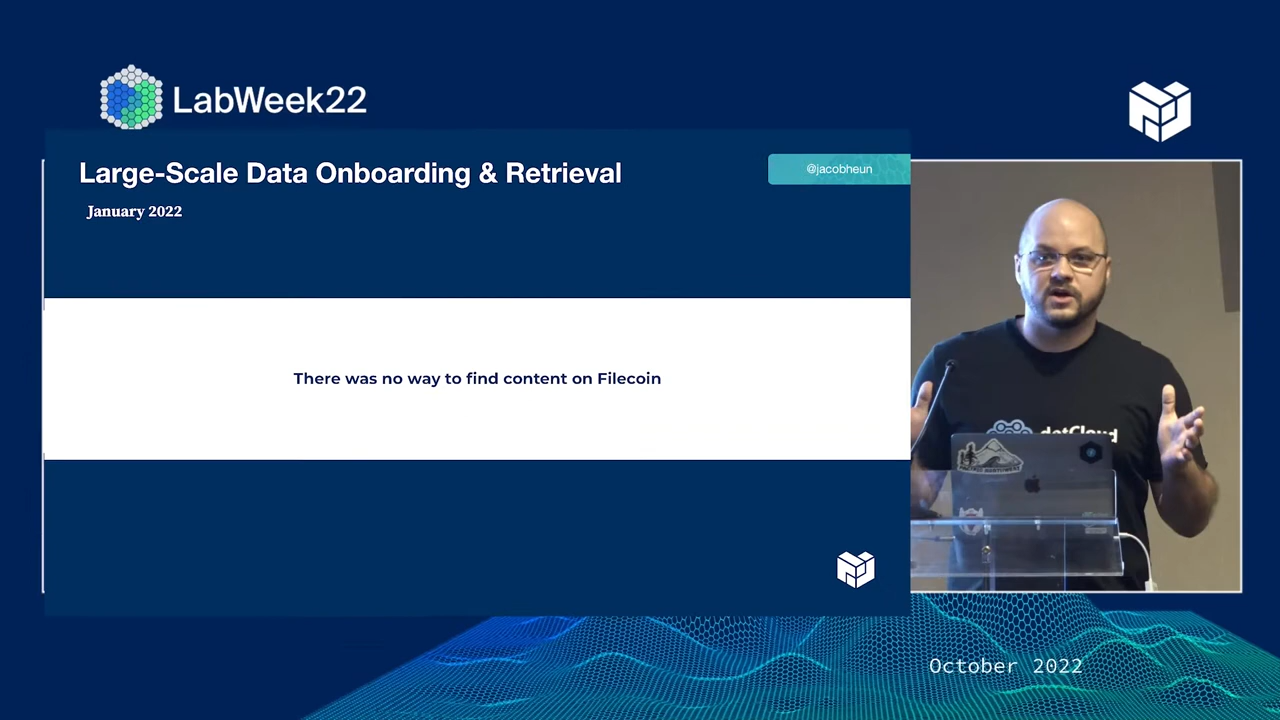 LabWeek22
Large-Scale Data Onboarding & Retrieval
@jacobheun
January 2022
There was no way to find content on Filecoin
dotCloud
October 2022